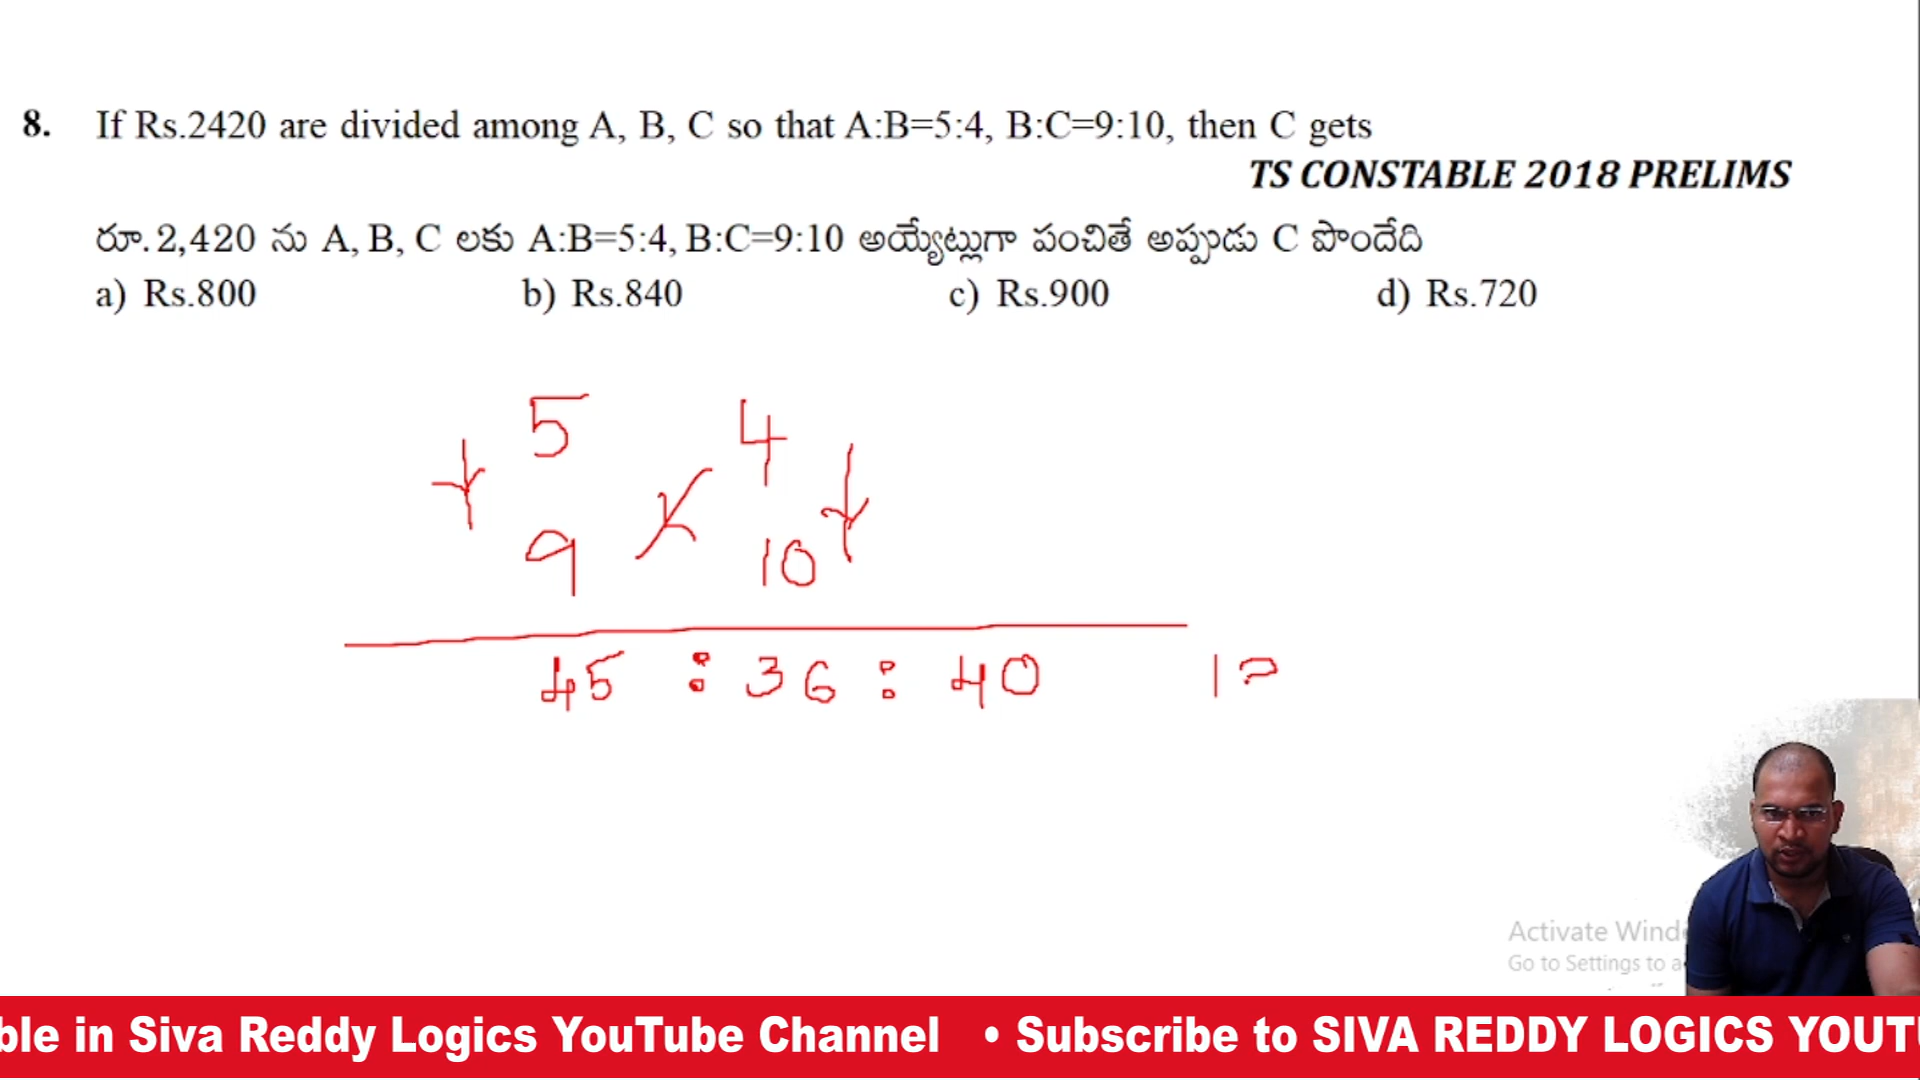 8. If Rs.2420 are divided among A, B, C so that A:B=5:4, B:C=9:10, then C gets
TS CONSTABLE 2018 PRELIMS
రూ.2,420 ను A, B, C లకు A:B=5:4, B:C=9:10 అయ్యేట్లుగా పంచితే అప్పుడు C పొందేది
a) Rs.800 b) Rs.840 c) Rs.900 d) Rs.720
5 4
9 10
45 : 36 : 40 12
Activate Wind
Go to Settings to a
ble in Siva Reddy Logics YouTube Channel • Subscribe to SIVA REDDY LOGICS YOUT